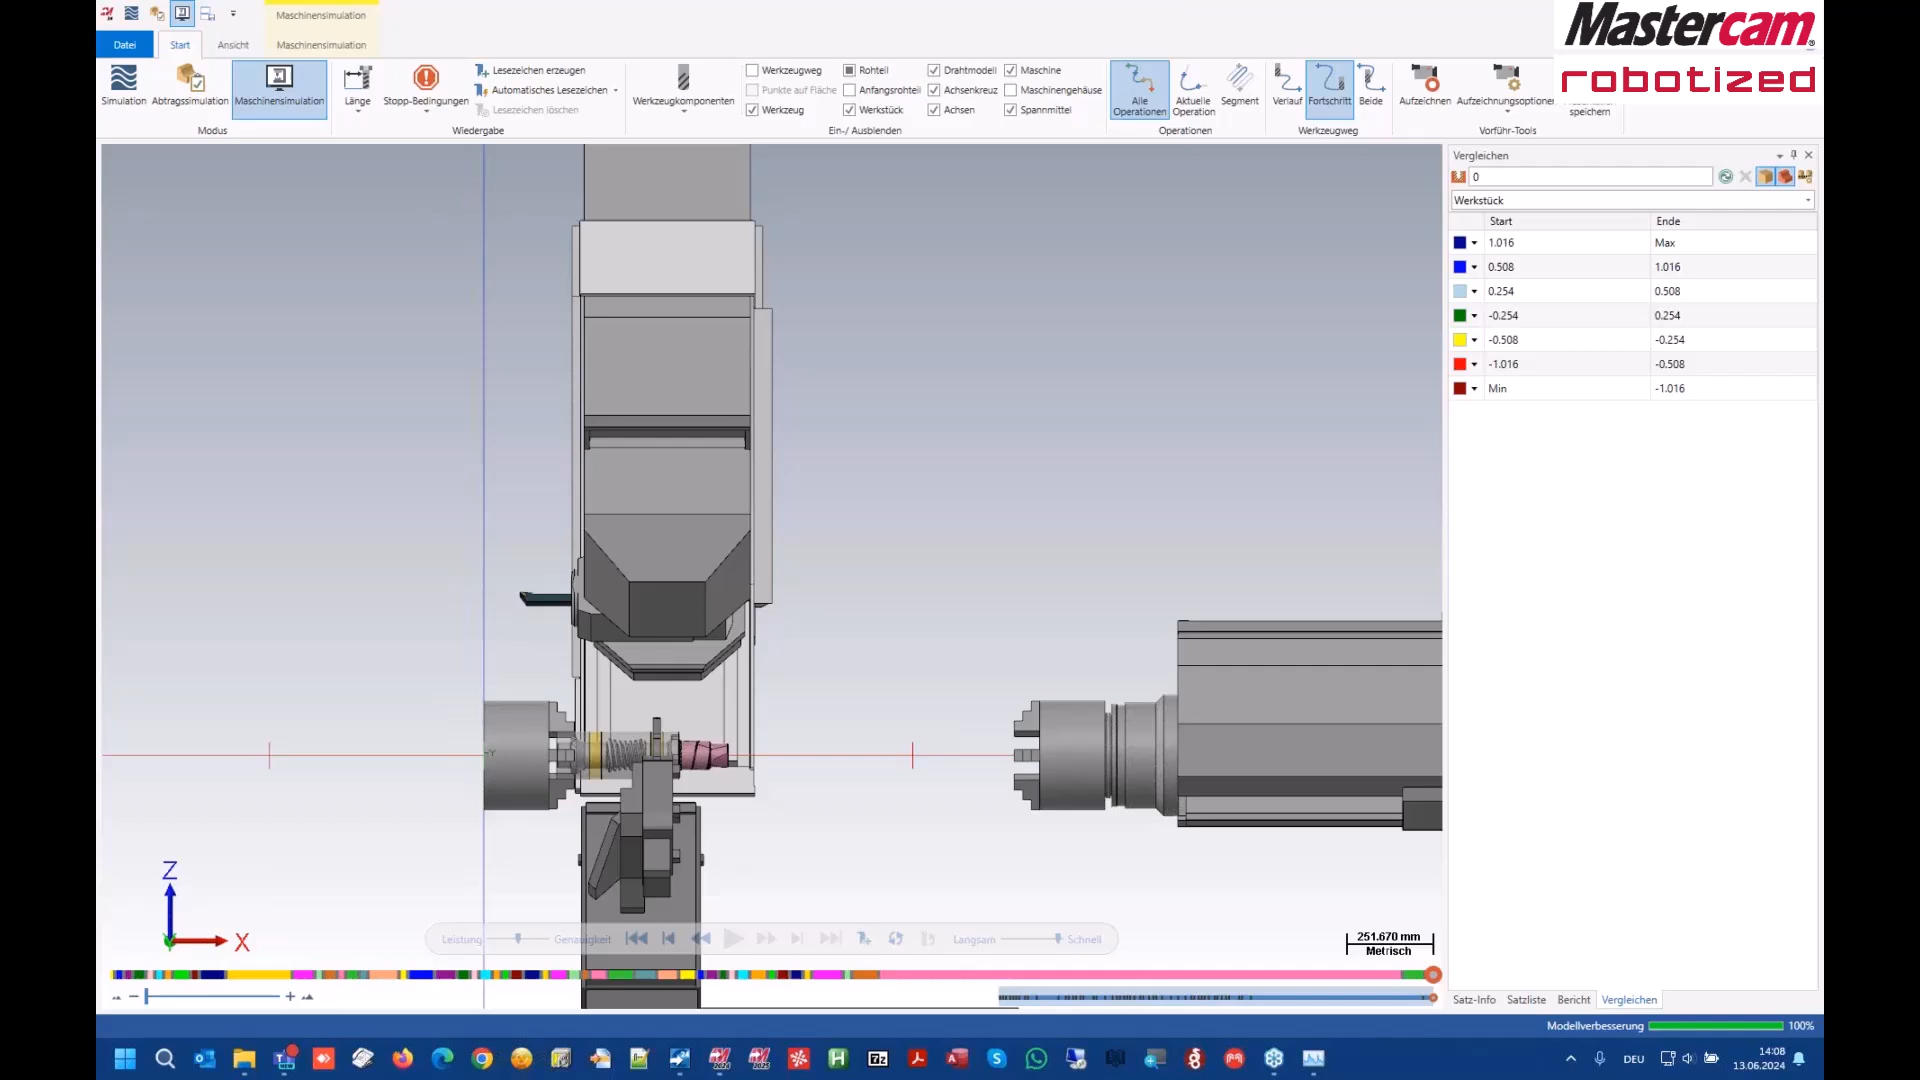 Maschinensimulation
Mastercam®
robotized
Datei
Start
Ansicht
Maschinensimulation
Simulation
Abtragssimulation
Maschinensimulation
Modus
Länge
Stopp-Bedingungen
Lesezeichen erzeugen
Automatisches Lesezeichen
Lesezeichen löschen
Wiedergabe
Werkzeugkomponenten
Werkzeugweg
Punkte auf Fläche
Werkzeug
Rohteil
Anfangsrohteil
Werkstück
Drahtmodell
Achsenkreuz
Achsen
Maschine
Maschinengehäuse
Spannmittel
Ein-/ Ausblenden
Alle Operationen
Aktuelle Operation
Segment
Operationen
Verlauf
Fortschritt
Beide
Werkzeugweg
Aufzeichnen
Aufzeichnungsoptionen
speichern
Vorführ-Tools
Vergleichen
0
Werkstück
Start Ende
1.016 Max
0.508 1.016
0.254 0.508
-0.254 0.254
-0.508 -0.254
-1.016 -0.508
Min -1.016
Z
X
Leistung
Genauigkeit
Langsam
Schnell
251.670 mm
Metrisch
Satz-Info
Satzliste
Bericht
Vergleichen
Modellverbesserung 100%
DEU
14:08
13.06.2024